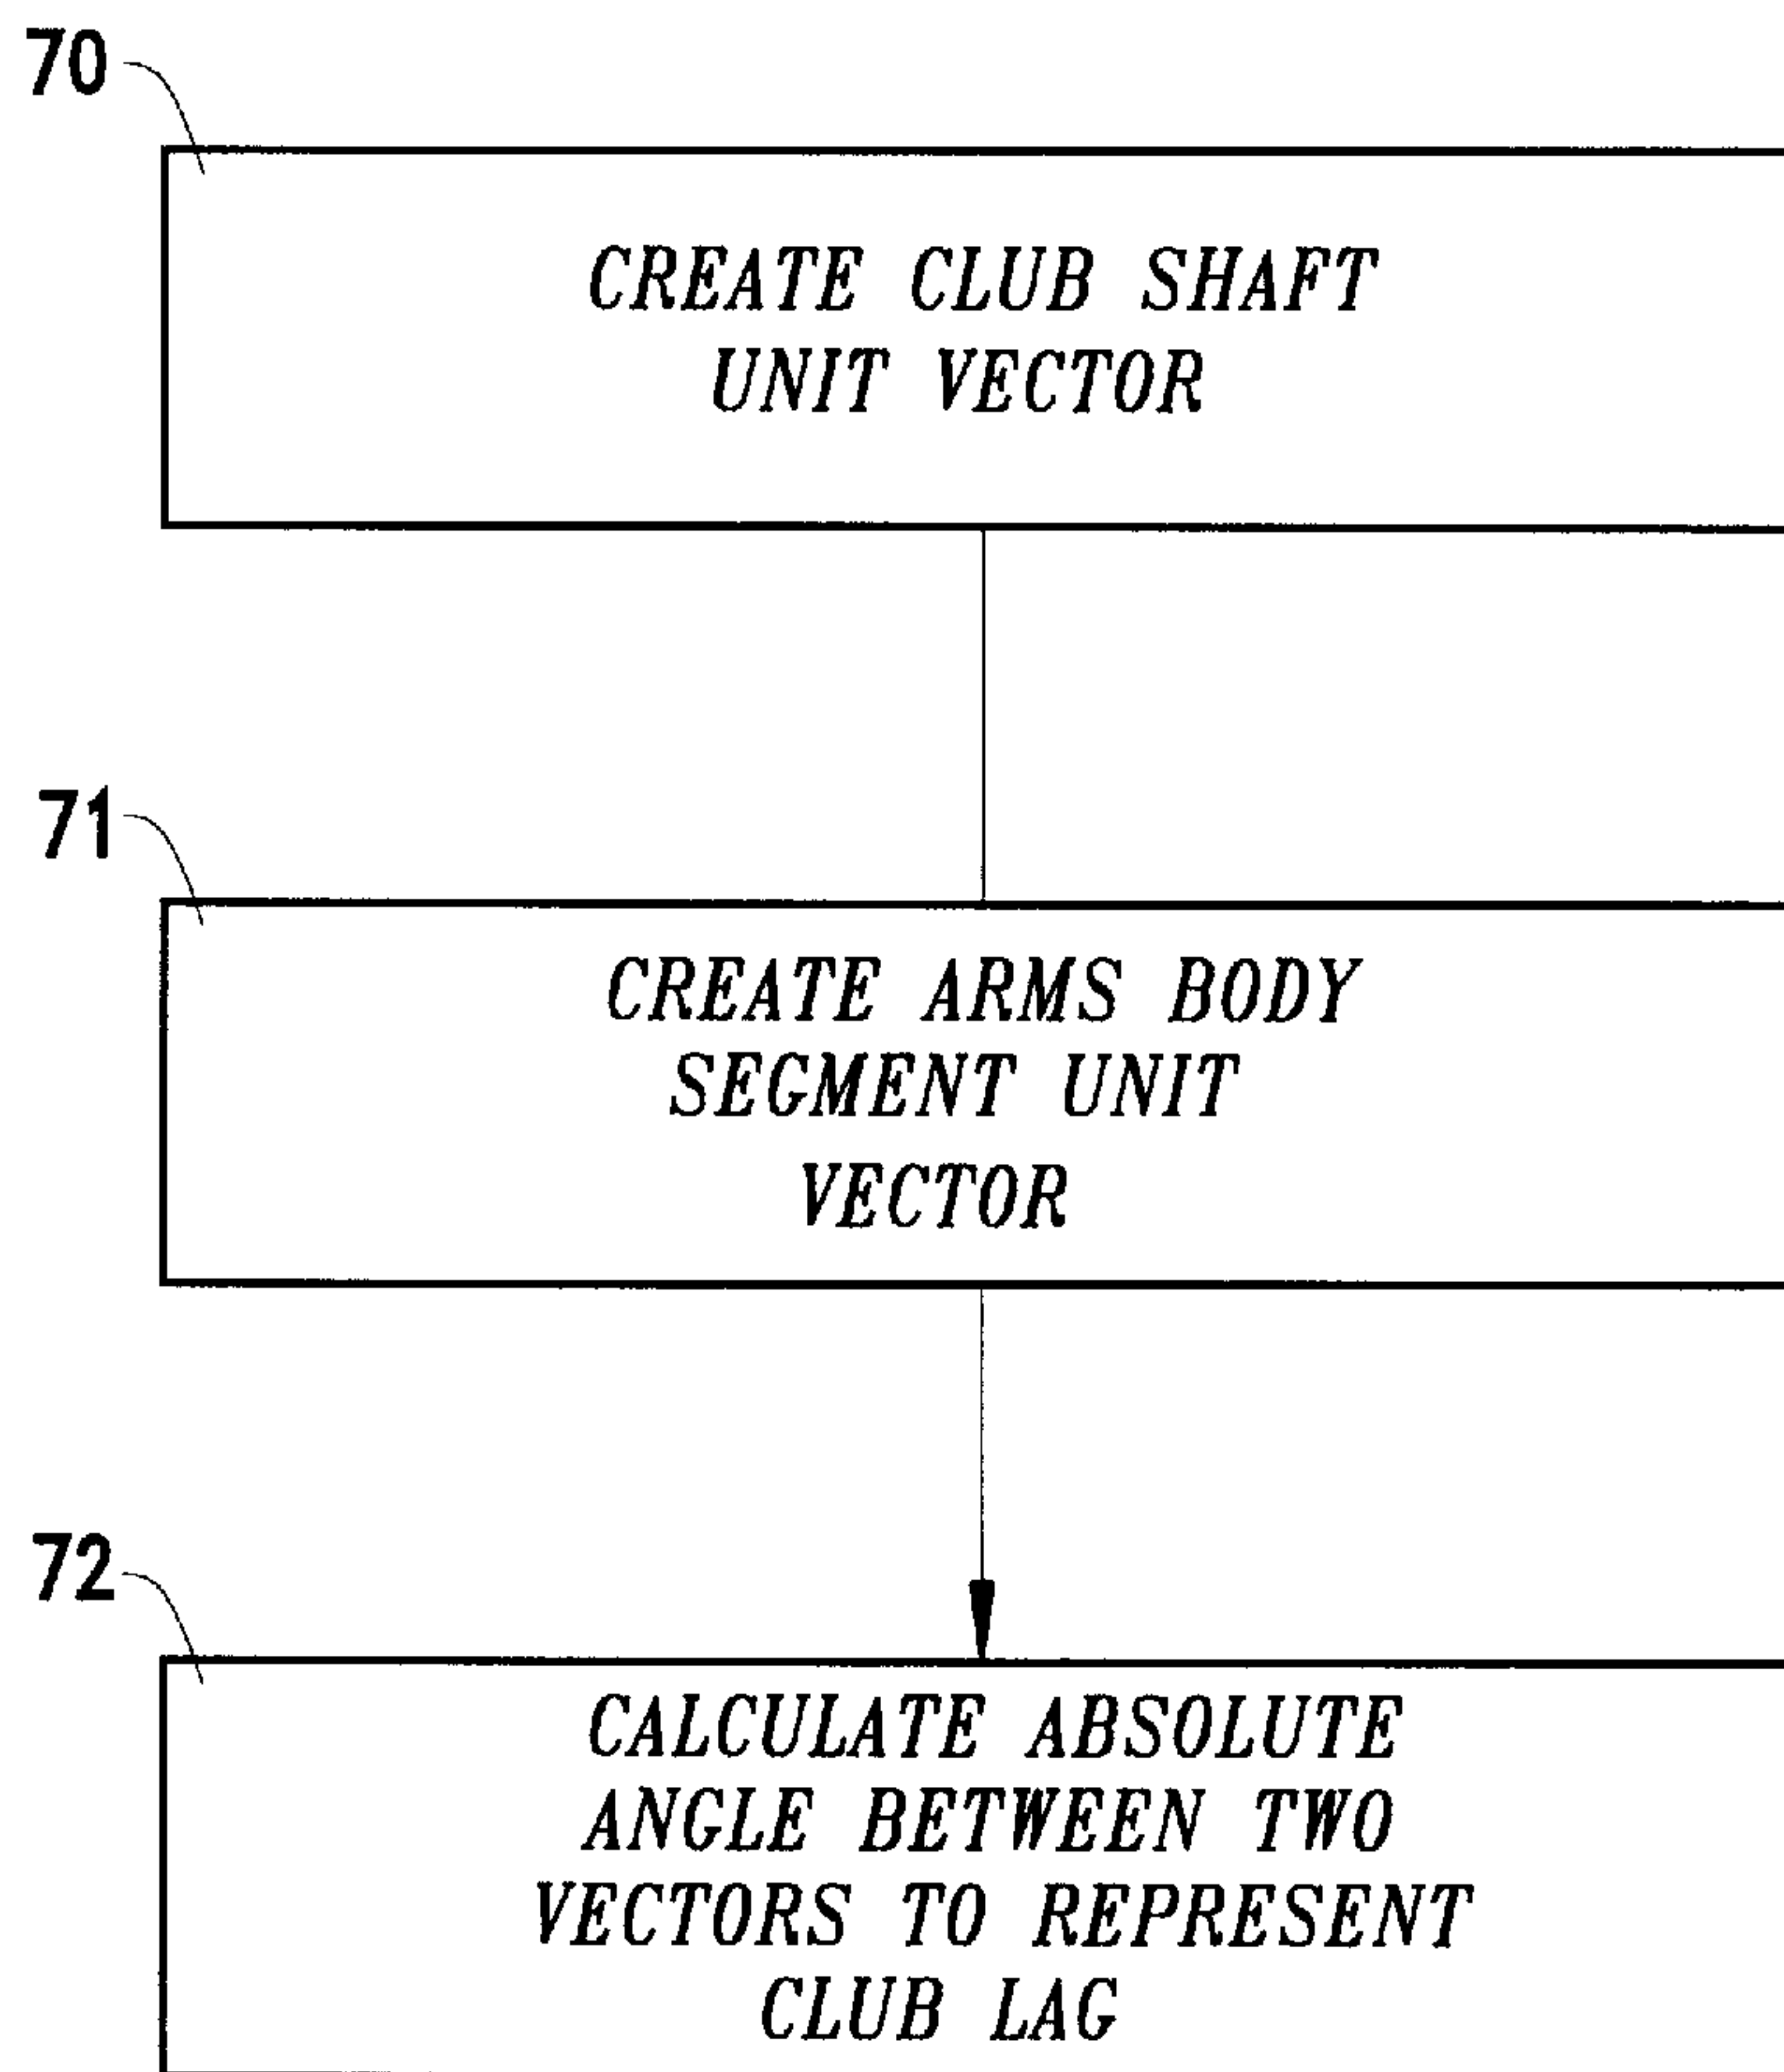 70
CREATE CLUB SHAFT
UNIT VECTOR
71
CREATE ARMS BODY
SEGMENT UNIT
VECTOR
72
CALCULATE ABSOLUTE
ANGLE BETWEEN TWO
VECTORS TO REPRESENT
CLUB LAG